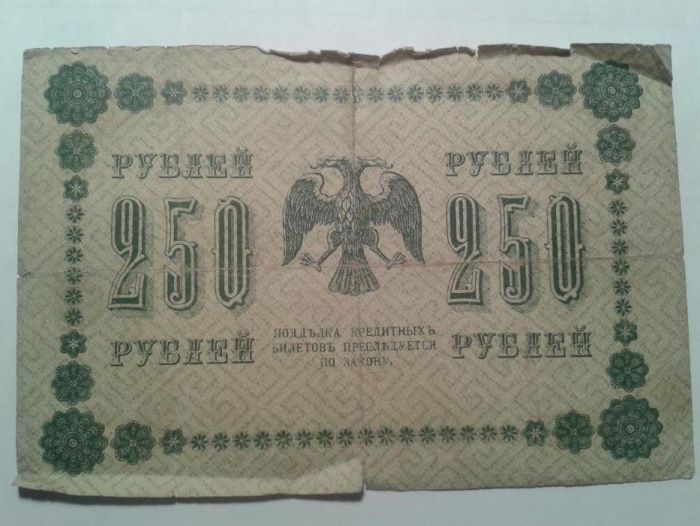 РУБЛЕЙ
250
РУБЛЕЙ
ПОДДѢЛКА КРЕДИТНЫХЪ
БИЛЕТОВЪ ПРЕСЛѢДУЕТСЯ
ПО ЗАКОНУ.
РУБЛЕЙ
250
РУБЛЕЙ